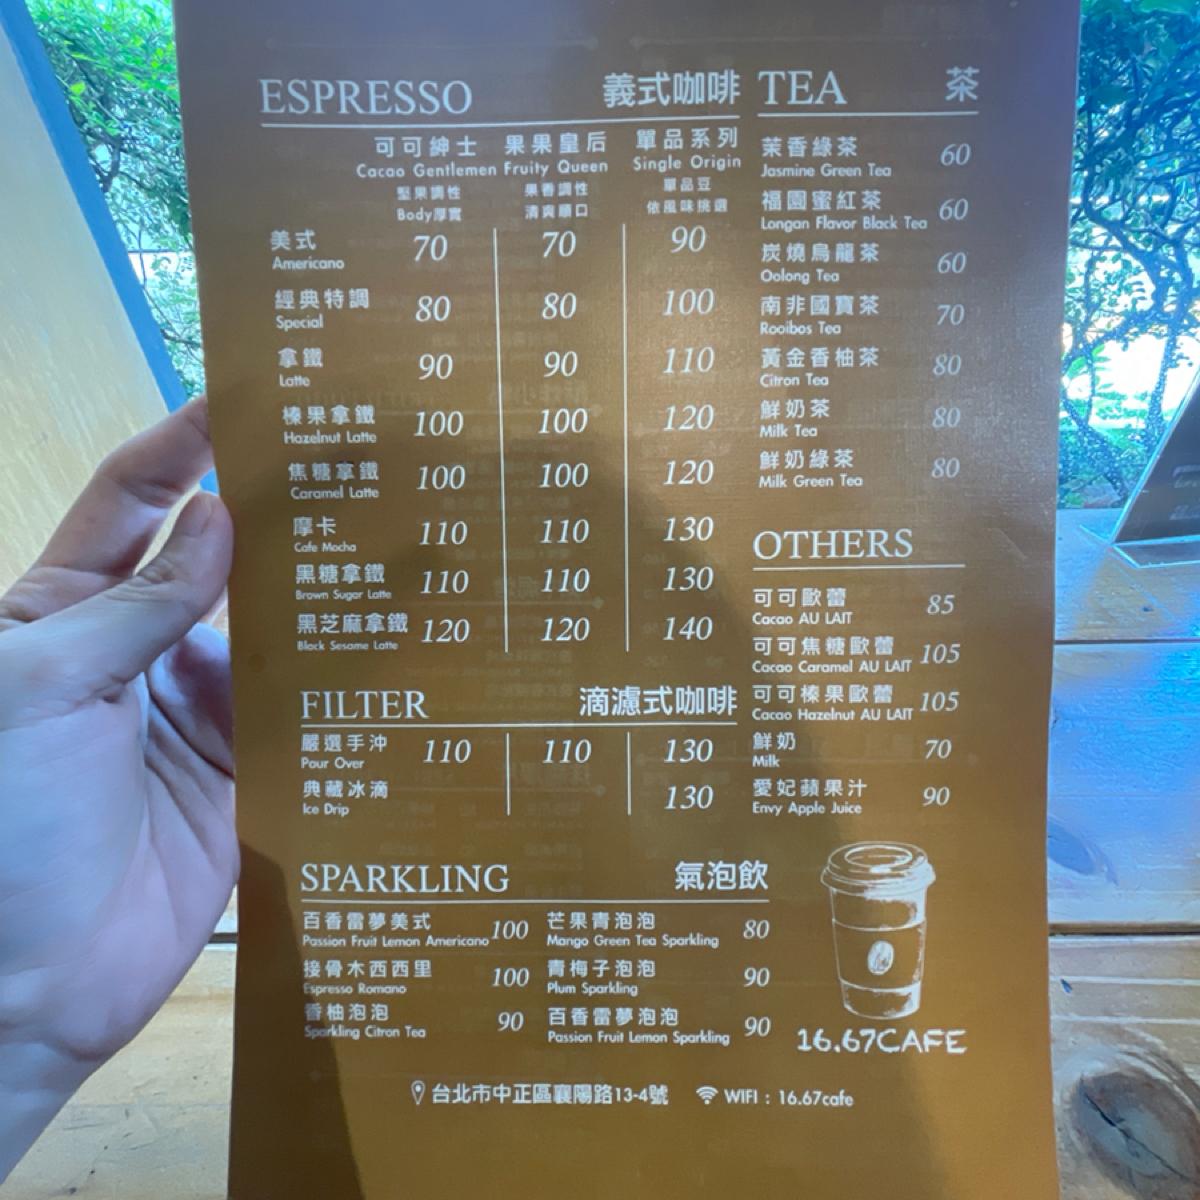 ESPRESSO 義式咖啡
可可紳士 果果皇后 單品系列
Cacao Gentlemen Fruity Queen Single Origin
堅果調性 果香調性 單品豆
Body厚實 清爽順口 依風味挑選
美式 70 70 90
Americano
經典特調 80 80 100
Special
拿鐵 90 90 110
Latte
榛果拿鐵 100 100 120
Hazelnut Latte
焦糖拿鐵 100 100 120
Caramel Latte
摩卡 110 110 130
Cafe Mocha
黑糖拿鐵 110 110 130
Brown Sugar Latte
黑芝麻拿鐵 120 120 140
Black Sesame Latte
FILTER 滴濾式咖啡
嚴選手沖 110 110 130
Pour Over
典藏冰滴 130
Ice Drip
TEA 茶
茉香綠茶 60
Jasmine Green Tea
福園蜜紅茶 60
Longan Flavor Black Tea
炭燒烏龍茶 60
Oolong Tea
南非國寶茶 70
Rooibos Tea
黃金香柚茶 80
Citron Tea
鮮奶茶 80
Milk Tea
鮮奶綠茶 80
Milk Green Tea
OTHERS
可可歐蕾 85
Cacao AU LAIT
可可焦糖歐蕾 105
Cacao Caramel AU LAIT
可可榛果歐蕾 105
Cacao Hazelnut AU LAIT
鮮奶 70
Milk
愛妃蘋果汁 90
Envy Apple Juice
SPARKLING 氣泡飲
百香雷夢美式 100
Passion Fruit Lemon Americano
接骨木西西里 100
Espresso Romano
香柚泡泡 90
Sparkling Citron Tea
芒果青泡泡 80
Mango Green Tea Sparkling
青梅子泡泡 90
Plum Sparkling
百香雷夢泡泡 90
Passion Fruit Lemon Sparkling
16.67CAFE
台北市中正區襄陽路13-4號 WIFI : 16.67cafe